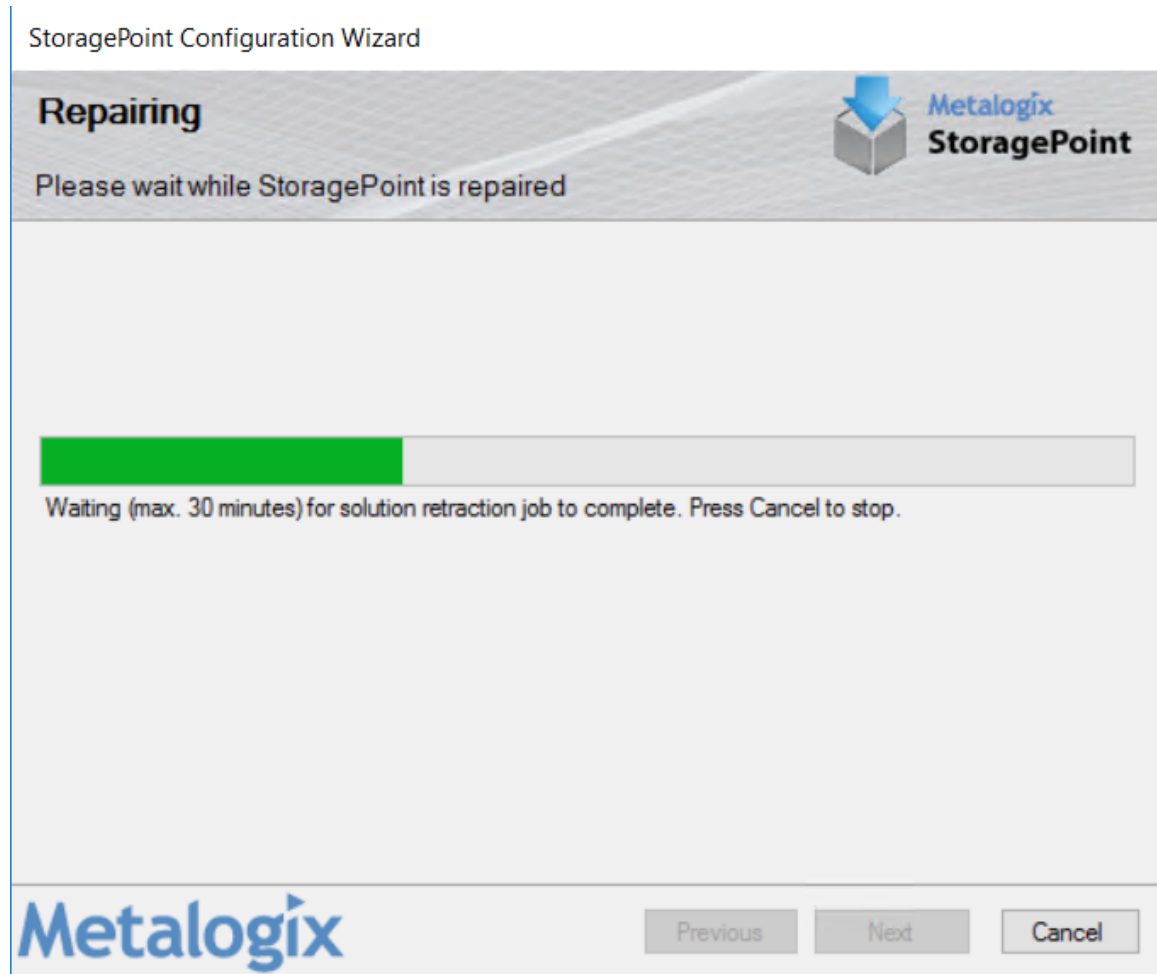 StoragePoint Configuration Wizard
Repairing
Metalogix
StoragePoint
Please wait while StoragePoint is repaired
Waiting (max. 30 minutes) for solution retraction job to complete. Press Cancel to stop.
Metalogix
Previous
Next
Cancel